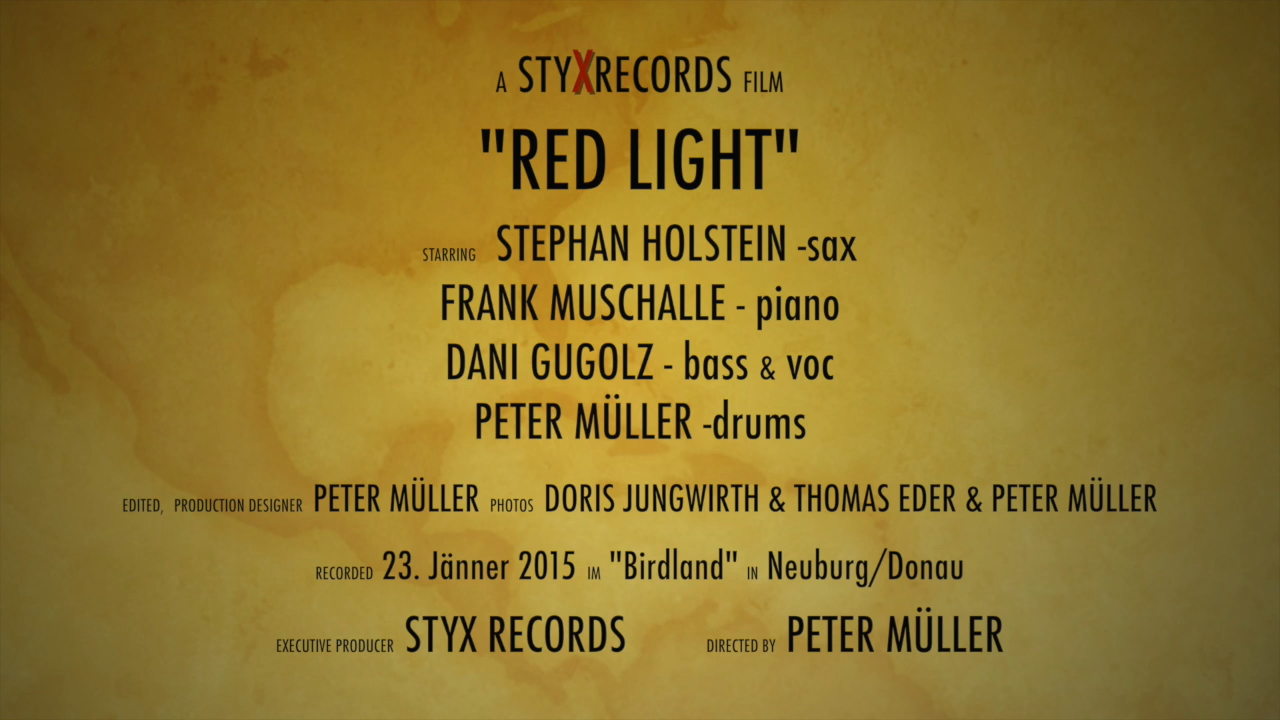 A STYXRECORDS FILM
"RED LIGHT"
STARRING STEPHAN HOLSTEIN -sax
FRANK MUSCHALLE - piano
DANI GUGOLZ - bass & voc
PETER MÜLLER -drums
EDITED, PRODUCTION DESIGNER PETER MÜLLER PHOTOS DORIS JUNGWIRTH & THOMAS EDER & PETER MÜLLER
RECORDED 23. Jänner 2015 IM "Birdland" IN Neuburg/Donau
EXECUTIVE PRODUCER STYX RECORDS DIRECTED BY PETER MÜLLER